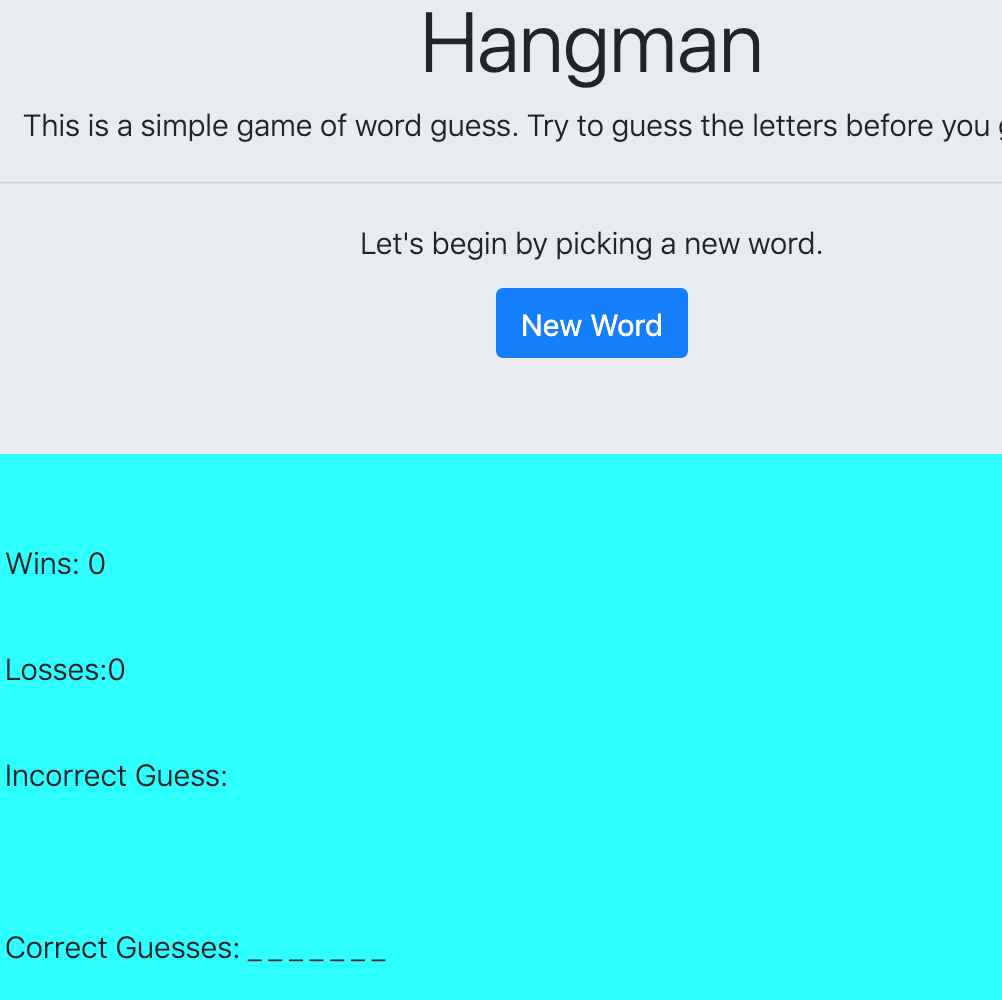 Hangman
This is a simple game of word guess. Try to guess the letters before you
Let's begin by picking a new word.
New Word
Wins: 0
Losses:0
Incorrect Guess:
Correct Guesses: _ _ _ _ _ _ _